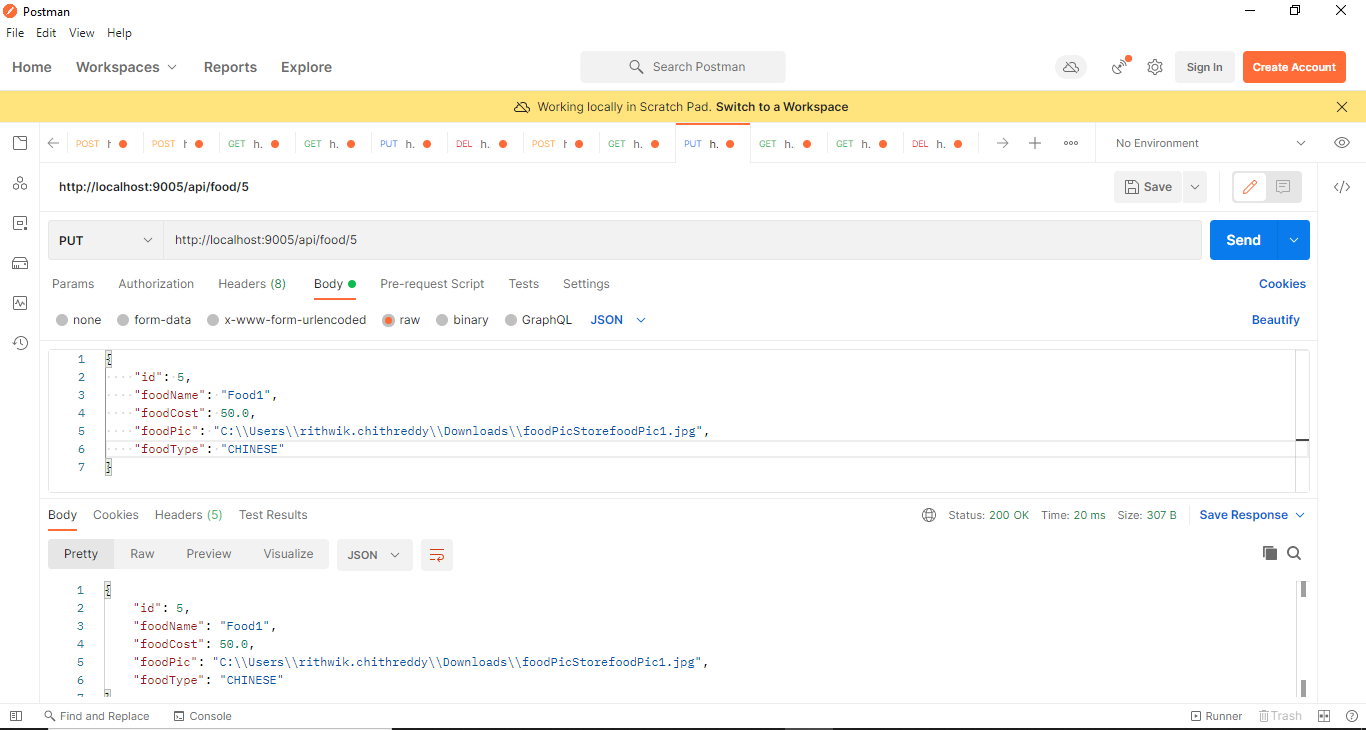 Postman
File Edit View Help
Home Workspaces Reports Explore Search Postman Sign In Create Account
Working locally in Scratch Pad. Switch to a Workspace
POST h POST h GET h. GET h. PUT h. DEL h. POST h GET h. PUT h. GET h. GET h. DEL h. No Environment
http://localhost:9005/api/food/5 Save
PUT http://localhost:9005/api/food/5 Send
Params Authorization Headers (8) Body Pre-request Script Tests Settings Cookies
none form-data x-www-form-urlencoded raw binary GraphQL JSON Beautify
1 {
2 "id": 5,
3 "foodName": "Food1",
4 "foodCost": 50.0,
5 "foodPic": "C:\\Users\\rithwik.chithreddy\\Downloads\\foodPicStorefoodPic1.jpg",
6 "foodType": "CHINESE"
7 }
Body Cookies Headers (5) Test Results Status: 200 OK Time: 20 ms Size: 307 B Save Response
Pretty Raw Preview Visualize JSON
1 {
2 "id": 5,
3 "foodName": "Food1",
4 "foodCost": 50.0,
5 "foodPic": "C:\\Users\\rithwik.chithreddy\\Downloads\\foodPicStorefoodPic1.jpg",
6 "foodType": "CHINESE"
7 }
Find and Replace Console Runner Trash